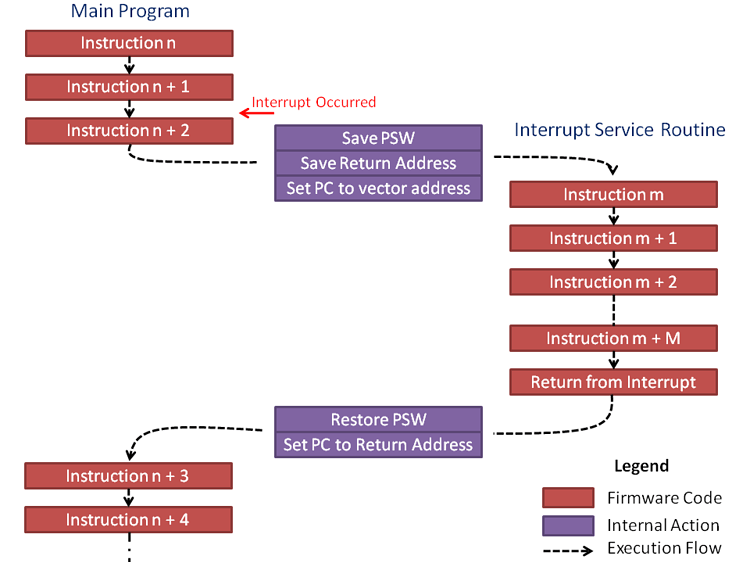 Main Program
Instruction n
Instruction n + 1
Interrupt Occurred
Instruction n + 2
Save PSW
Save Return Address
Set PC to vector address
Interrupt Service Routine
Instruction m
Instruction m + 1
Instruction m + 2
Instruction m + M
Return from Interrupt
Restore PSW
Set PC to Return Address
Instruction n + 3
Instruction n + 4
Legend
Firmware Code
Internal Action
Execution Flow